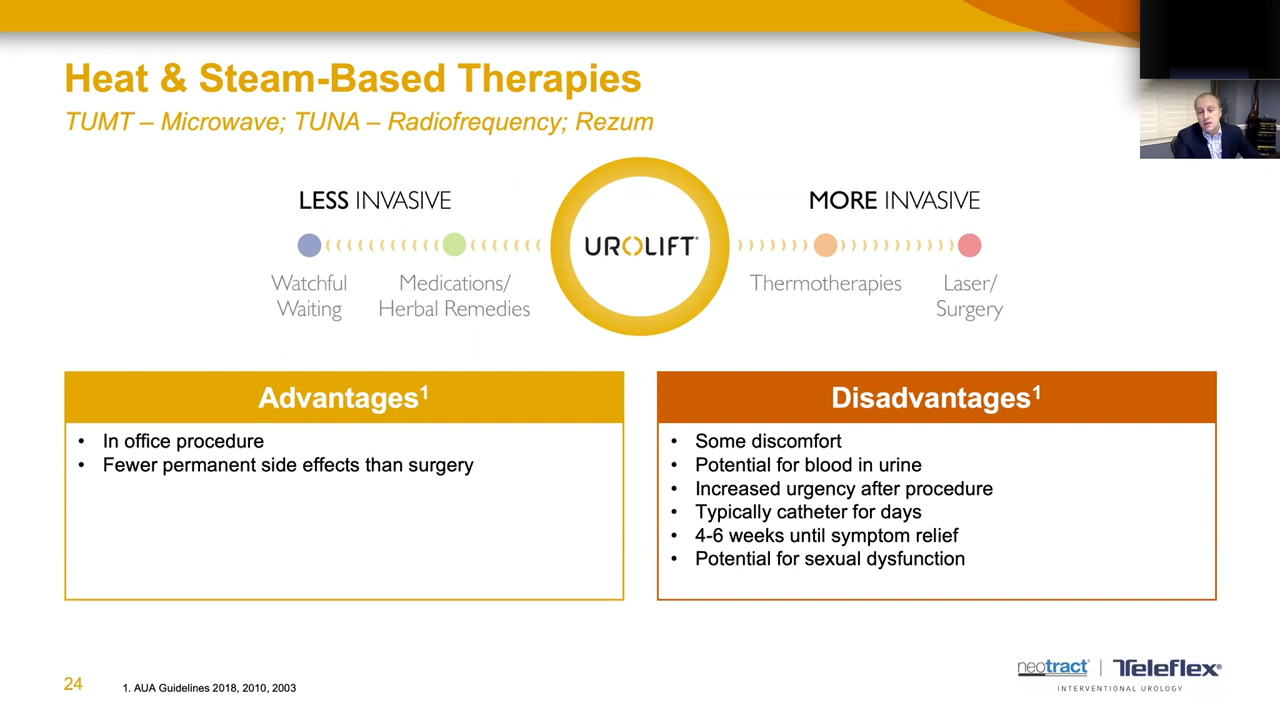 Heat & Steam-Based Therapies
TUMT – Microwave; TUNA – Radiofrequency; Rezum
LESS INVASIVE
MORE INVASIVE
UROLIFT®
Watchful
Waiting
Medications/
Herbal Remedies
Thermotherapies
Laser/
Surgery
Advantages1
• In office procedure
• Fewer permanent side effects than surgery
Disadvantages1
• Some discomfort
• Potential for blood in urine
• Increased urgency after procedure
• Typically catheter for days
• 4-6 weeks until symptom relief
• Potential for sexual dysfunction
24
1. AUA Guidelines 2018, 2010, 2003
neotract® | Teleflex®
INTERVENTIONAL UROLOGY